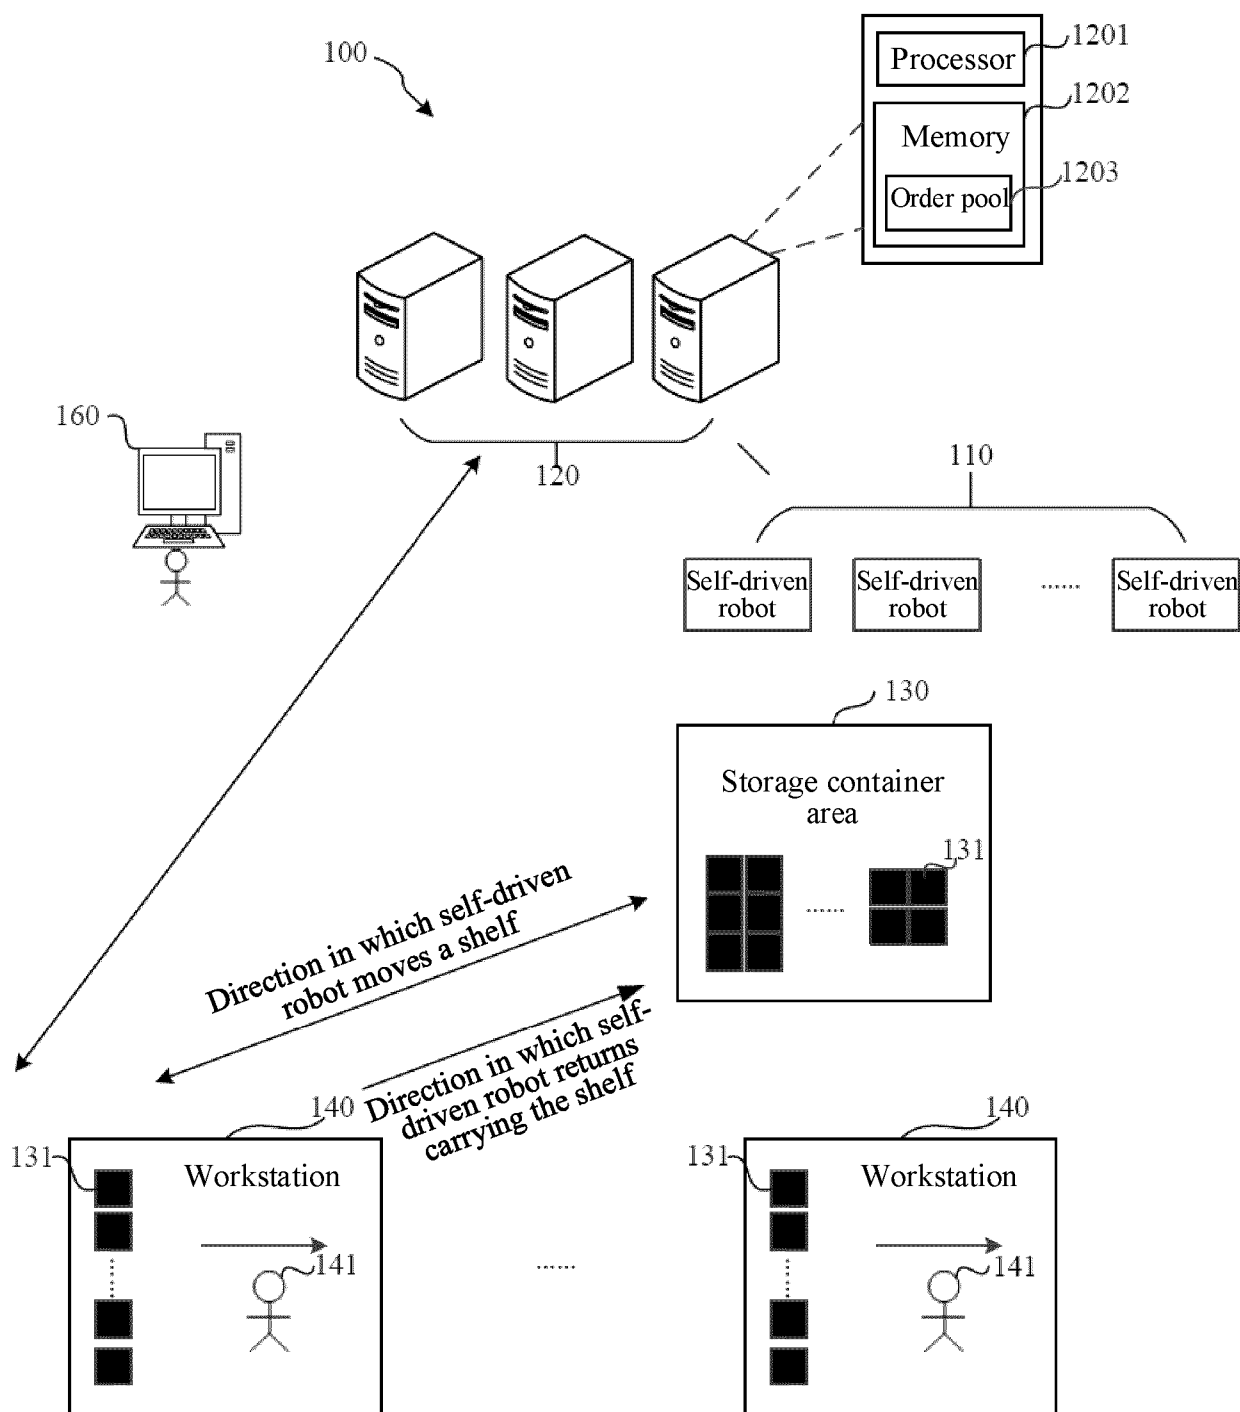 100
Processor
1201
1202
Memory
1203
Order pool
160
120
110
Self-driven
robot
Self-driven
robot
......
Self-driven
robot
130
Storage container
area
131
......
Direction in which self-driven
robot moves a shelf
Direction in which self-
driven robot returns
carrying the shelf
140
131
Workstation
141
......
140
131
Workstation
141